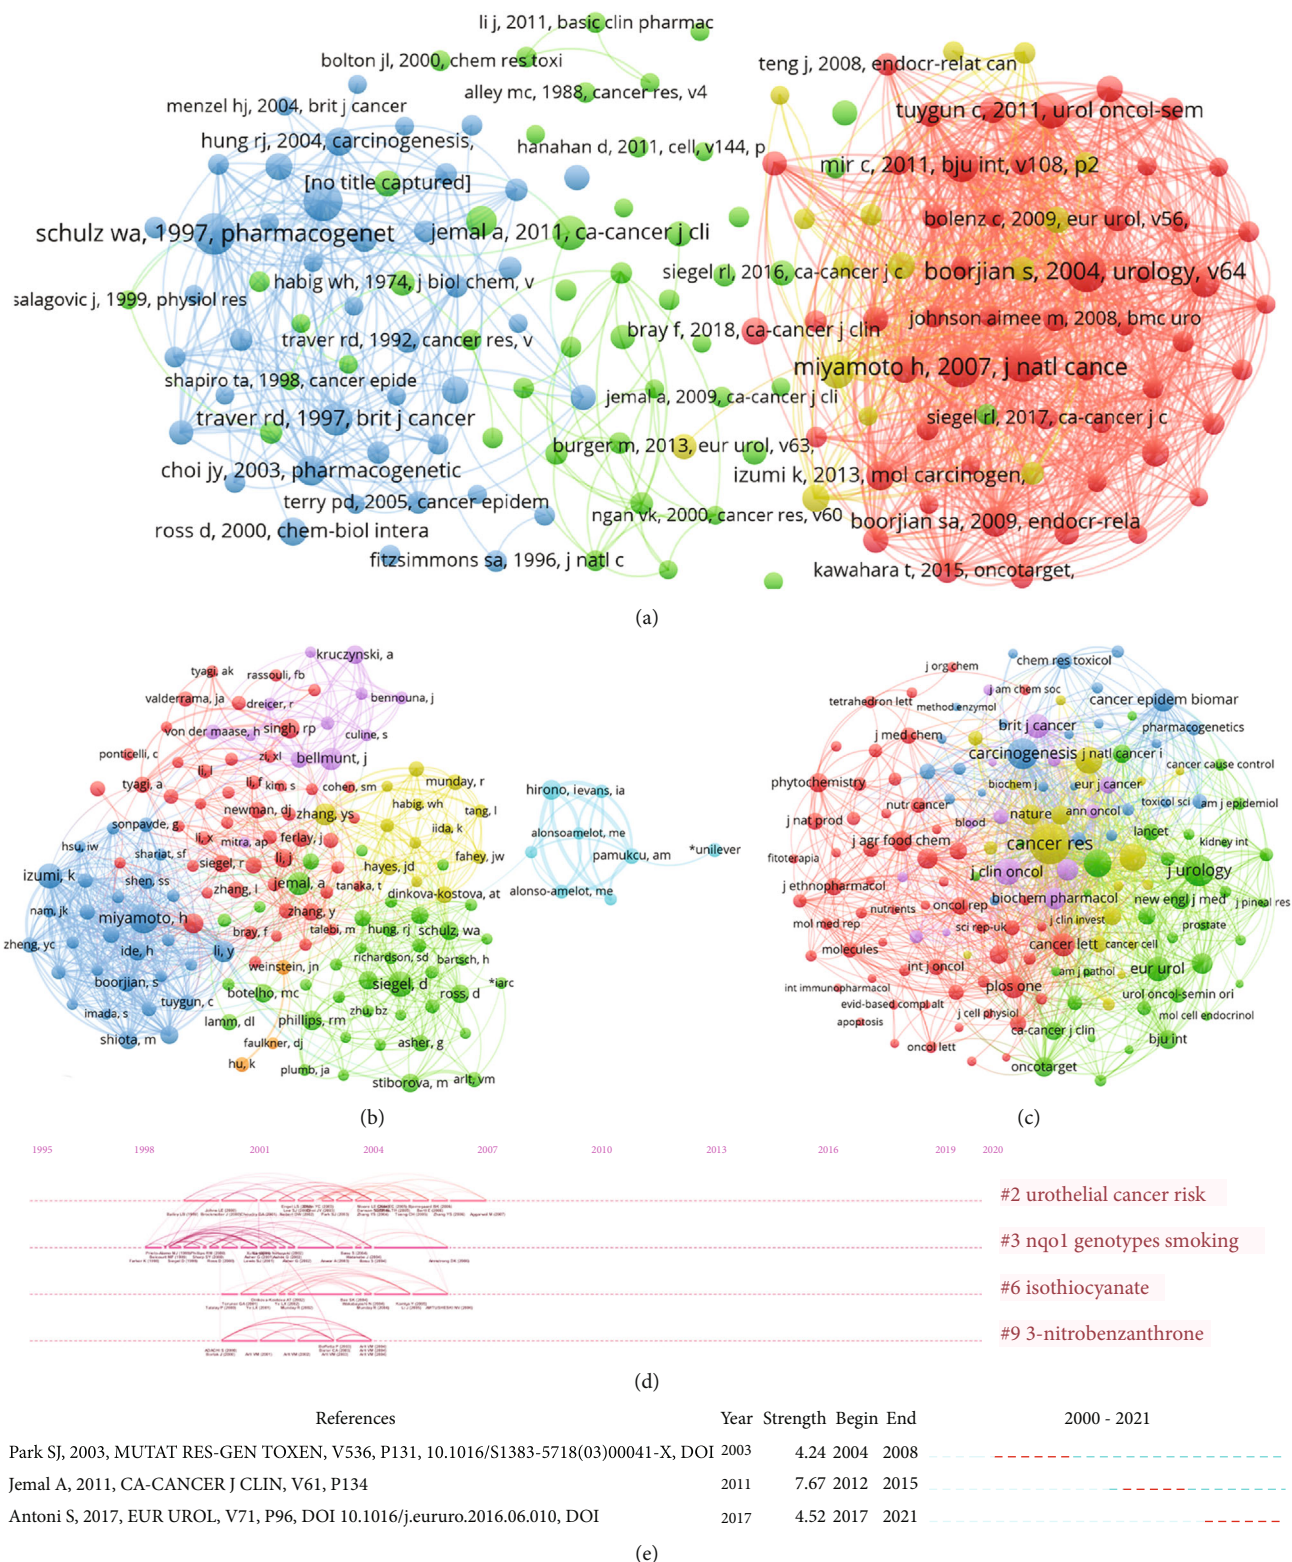 li j, 2011, basic clin pharmac
bolton jl, 2000, chem res toxi
teng j, 2008, endocr-relat can
alley mc, 1988, cancer res, v4
menzel hj, 2004, brit j cancer
tuygun c, 2011, urol oncol-sem
hung rj, 2004, carcinogenesis,
hanahan d, 2011, cell, v144, p
mir c, 2011, bju int, v108, p2
[no title captured]
bolenz c, 2009, eur urol, v56,
schulz wa, 1997, pharmacogenet
jemal a, 2011, ca-cancer j cli
siegel rl, 2016, ca-cancer j c
boorjian s, 2004, urology, v64
habig wh, 1974, j biol chem, v
salagovic j, 1999, physiol res
johnson aimee m, 2008, bmc uro
bray f, 2018, ca-cancer j clin
traver rd, 1992, cancer res, v
miyamoto h, 2007, j natl cance
shapiro ta, 1998, cancer epide
jemal a, 2009, ca-cancer j cli
traver rd, 1997, brit j cancer
siegel rl, 2017, ca-cancer j c
burger m, 2013, eur urol, v63,
choi jy, 2003, pharmacogenetic
izumi k, 2013, mol carcinogen,
terry pd, 2005, cancer epidem
ngan vk, 2000, cancer res, v60
boorjian sa, 2009, endocr-rela
ross d, 2000, chem-biol intera
fitzsimmons sa, 1996, j natl c
kawahara t, 2015, oncotarget,
(a)
kruczynski, a
tyagi, ak
rassouli, fb
valderrama, ja
dreicer, r
bennouna, j
von der maase, h
singh, rp
culine, s
ponticelli, c
zi, xl
bellmunt, j
li, l
tyagi, a
li, f
kim, s
cohen, sm
munday, r
newman, dj
zhang, ys
habig, wh
tang, l
sonpavde, g
li, x
mitra, ap
ferlay, j
iida, k
hsu, iw
shariat, sf
siegel, r
li, j
hayes, jd
fahey, jw
izumi, k
shen, ss
zhang, l
jemal, a
tanaka, t
dinkova-kostova, at
nam, jk
miyamoto, h
zhang, y
bray, f
talebi, m
hung, rj
schulz, wa
zheng, yc
ide, h
li, y
richardson, sd
bartsch, h
weinstein, jn
boorjian, s
siegel, d
*iarc
botelho, mc
ross, d
tuygun, c
imada, s
zhu, bz
lamm, dl
phillips, rm
shiota, m
faulkner, dj
asher, g
hu, k
plumb, ja
stiborova, m
arlt, vm
hirono, i
evans, ia
alonsoamelot, me
pamukcu, am
*unilever
alonso-amelot, me
(b)
j org chem
chem res toxicol
tetrahedron lett
j am chem soc
method enzymol
cancer epidem biomar
brit j cancer
pharmacogenetics
j med chem
carcinogenesis
j natl cancer i
cancer cause control
phytochemistry
biochem j
eur j cancer
nutr cancer
toxicol sci
am j epidemiol
j nat prod
blood
nature
ann oncol
lancet
j agr food chem
cancer res
kidney int
fitoterapia
j clin oncol
j urology
j ethnopharmacol
biochem pharmacol
new engl j med
j pineal res
nutrients
oncol rep
mol med rep
sci rep-uk
j clin invest
prostate
molecules
cancer lett
cancer cell
int j oncol
am j pathol
eur urol
int immunopharmacol
plos one
urol oncol-semin ori
evid-based compl alt
j cell physiol
mol cell endocrinol
apoptosis
ca-cancer j clin
bju int
oncol lett
oncotarget
(c)
1995 1998 2001 2004 2007 2010 2013 2016 2019 2020
#2 urothelial cancer risk
#3 nqo1 genotypes smoking
#6 isothiocyanate
#9 3-nitrobenzanthrone
(d)
References Year Strength Begin End 2000 - 2021
Park SJ, 2003, MUTAT RES-GEN TOXEN, V536, P131, 10.1016/S1383-5718(03)00041-X, DOI 2003 4.24 2004 2008
Jemal A, 2011, CA-CANCER J CLIN, V61, P134 2011 7.67 2012 2015
Antoni S, 2017, EUR UROL, V71, P96, DOI 10.1016/j.eururo.2016.06.010, DOI 2017 4.52 2017 2021
(e)